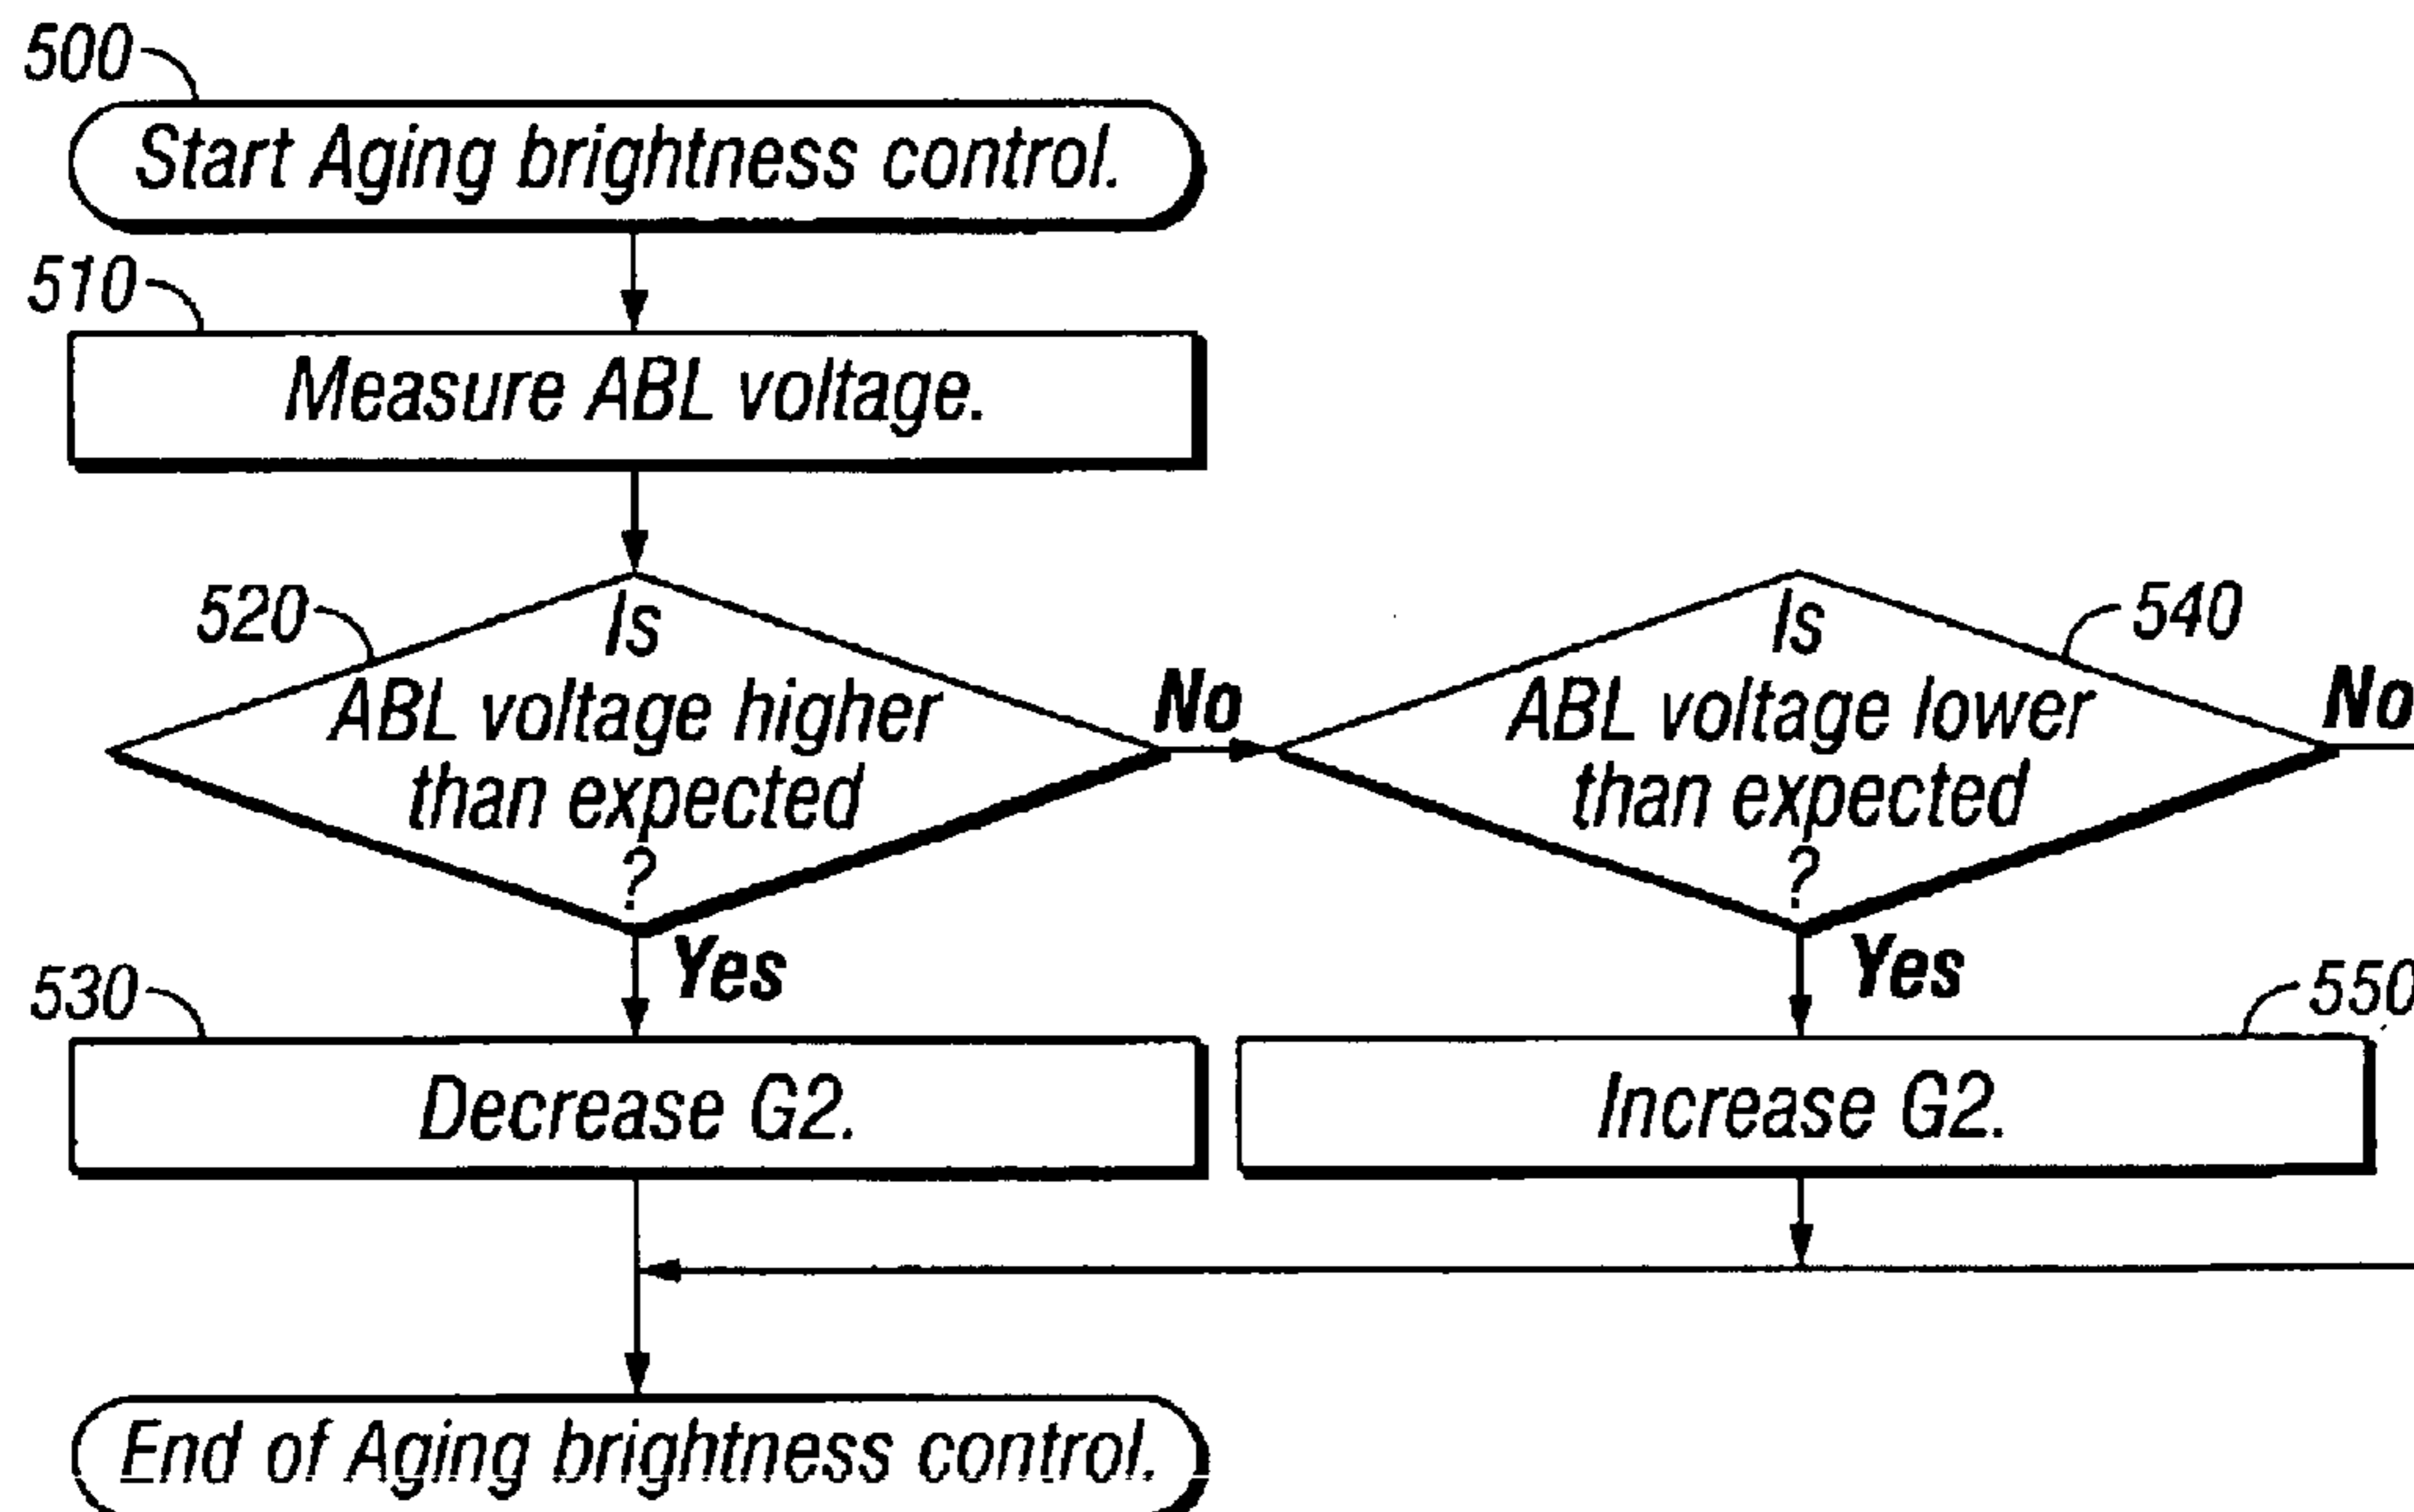 500
Start Aging brightness control.
510
Measure ABL voltage.
520
Is
ABL voltage higher
than expected
?
No
Yes
540
Is
ABL voltage lower
than expected
?
No
Yes
530
Decrease G2.
550
Increase G2.
End of Aging brightness control.